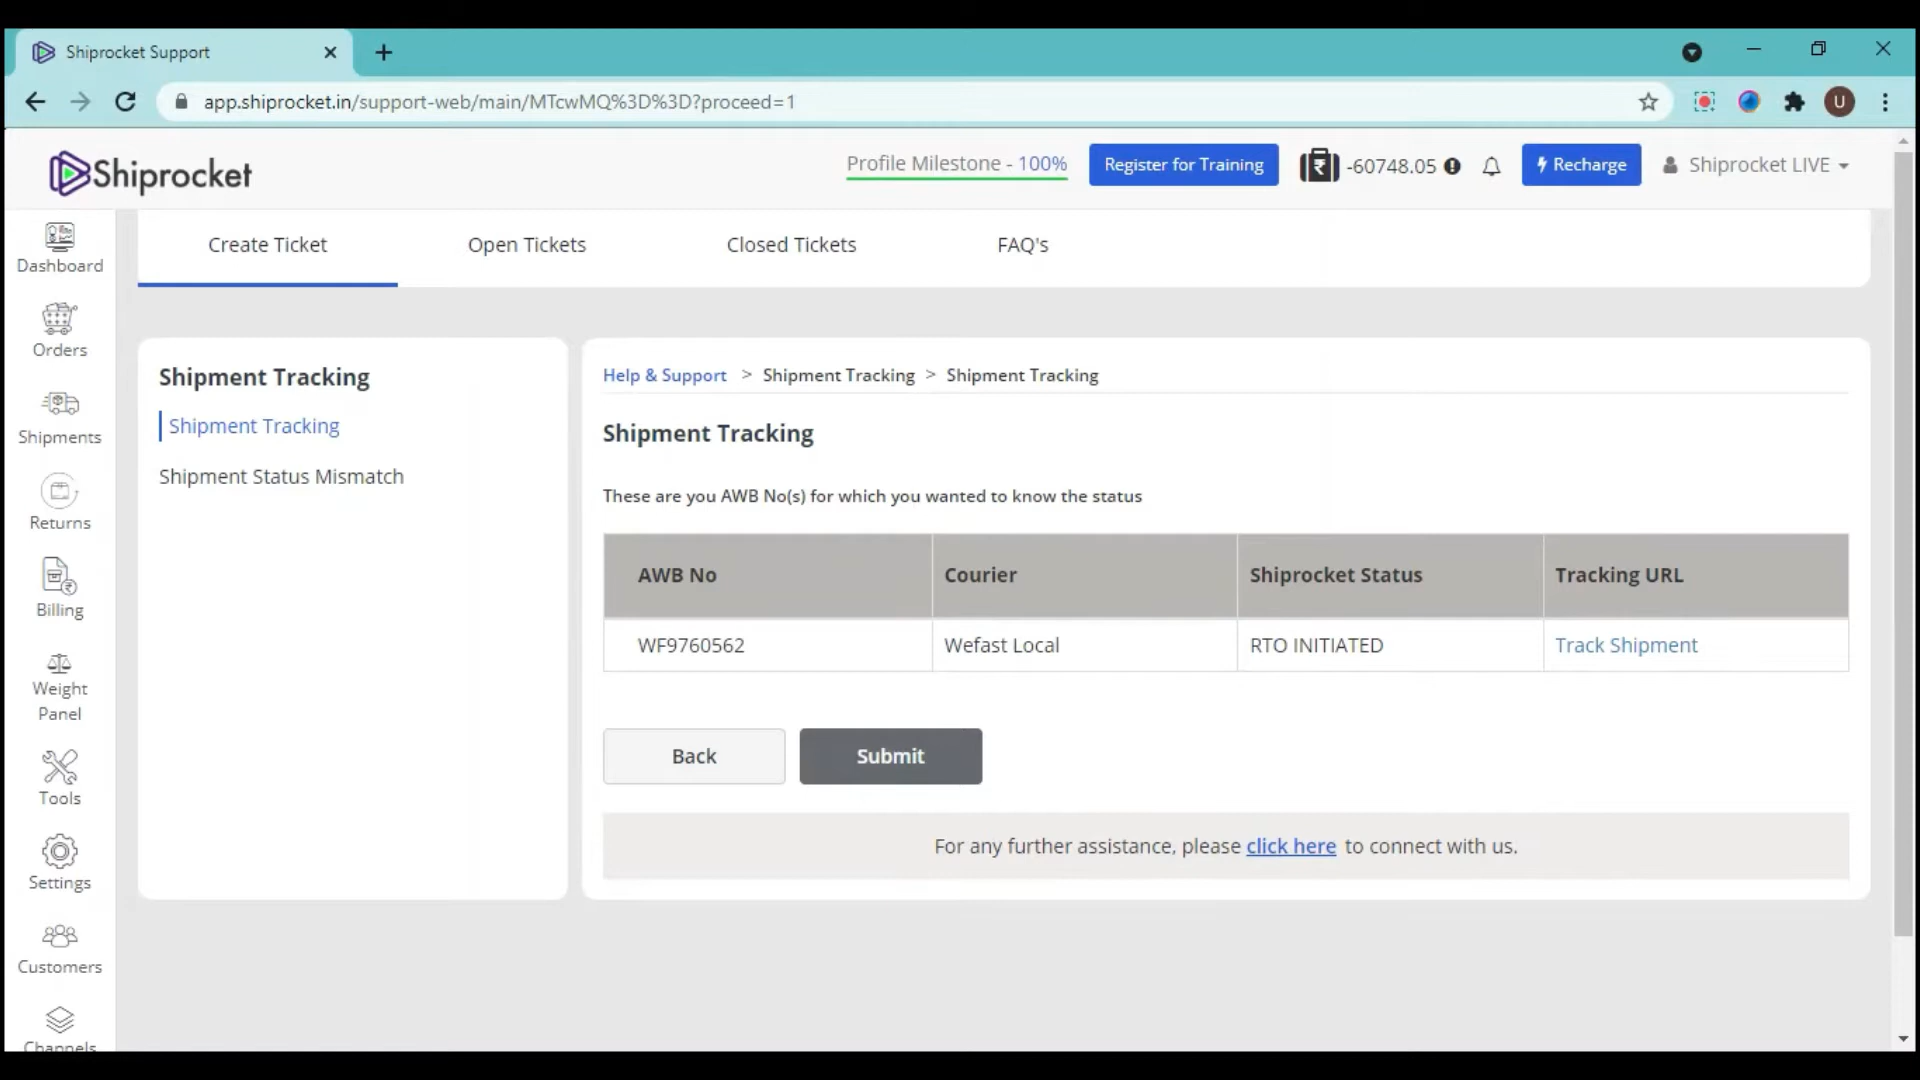 Shiprocket Support
app.shiprocket.in/support-web/main/MTcwMQ%3D%3D?proceed=1
U
Shiprocket
Profile Milestone - 100%
Register for Training
₹
-60748.05
Recharge
Shiprocket LIVE
Dashboard
Orders
Shipments
Returns
Billing
Weight
Panel
Tools
Settings
Customers
Channels
Create Ticket
Open Tickets
Closed Tickets
FAQ's
Shipment Tracking
Shipment Tracking
Shipment Status Mismatch
Help & Support > Shipment Tracking > Shipment Tracking
Shipment Tracking
These are you AWB No(s) for which you wanted to know the status
AWB No Courier Shiprocket Status Tracking URL
WF9760562 Wefast Local RTO INITIATED Track Shipment
Back
Submit
For any further assistance, please click here to connect with us.